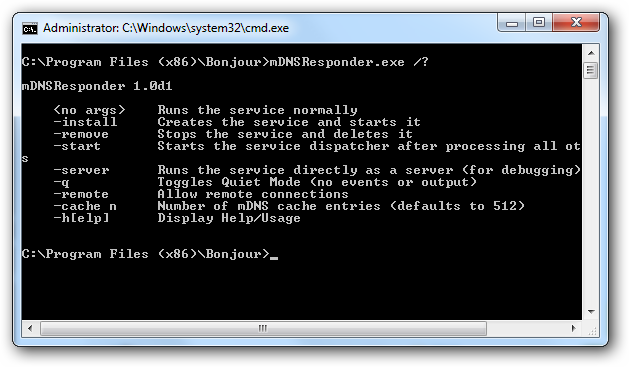 Administrator: C:\Windows\system32\cmd.exe
C:\Program Files (x86)\Bonjour>mDNSResponder.exe /?
mDNSResponder 1.0d1
<no args>    Runs the service normally
-install     Creates the service and starts it
-remove      Stops the service and deletes it
-start       Starts the service dispatcher after processing all ot
s
-server      Runs the service directly as a server (for debugging)
-q           Toggles Quiet Mode (no events or output)
-remote      Allow remote connections
-cache n     Number of mDNS cache entries (defaults to 512)
-h[elp]      Display Help/Usage
C:\Program Files (x86)\Bonjour>_